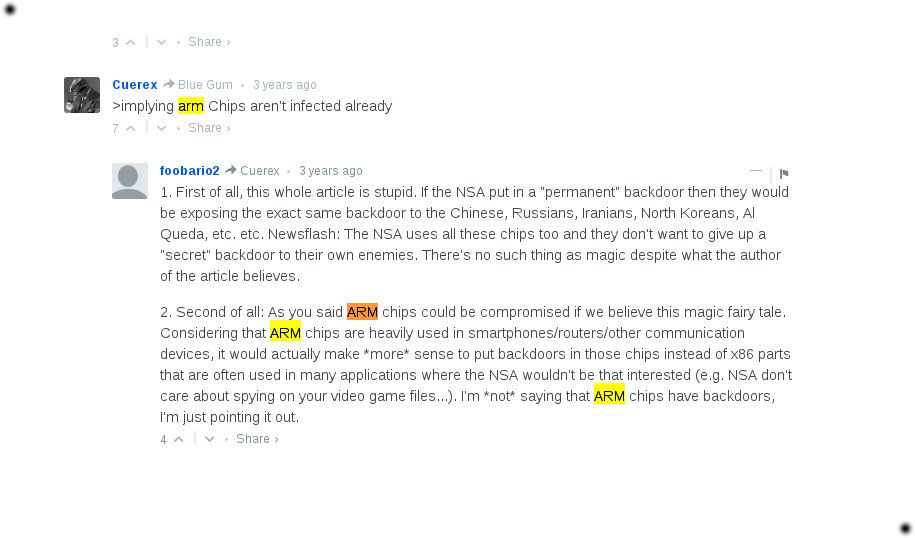 3 • Share ›
Cuerex Blue Gum • 3 years ago
>implying arm Chips aren't infected already
7 • Share ›
foobario2 Cuerex • 3 years ago
1. First of all, this whole article is stupid. If the NSA put in a "permanent" backdoor then they would
be exposing the exact same backdoor to the Chinese, Russians, Iranians, North Koreans, Al
Queda, etc. etc. Newsflash: The NSA uses all these chips too and they don't want to give up a
"secret" backdoor to their own enemies. There's no such thing as magic despite what the author
of the article believes.
2. Second of all: As you said ARM chips could be compromised if we believe this magic fairy tale.
Considering that ARM chips are heavily used in smartphones/routers/other communication
devices, it would actually make *more* sense to put backdoors in those chips instead of x86 parts
that are often used in many applications where the NSA wouldn't be that interested (e.g. NSA don't
care about spying on your video game files...). I'm *not* saying that ARM chips have backdoors,
I'm just pointing it out.
4 • Share ›